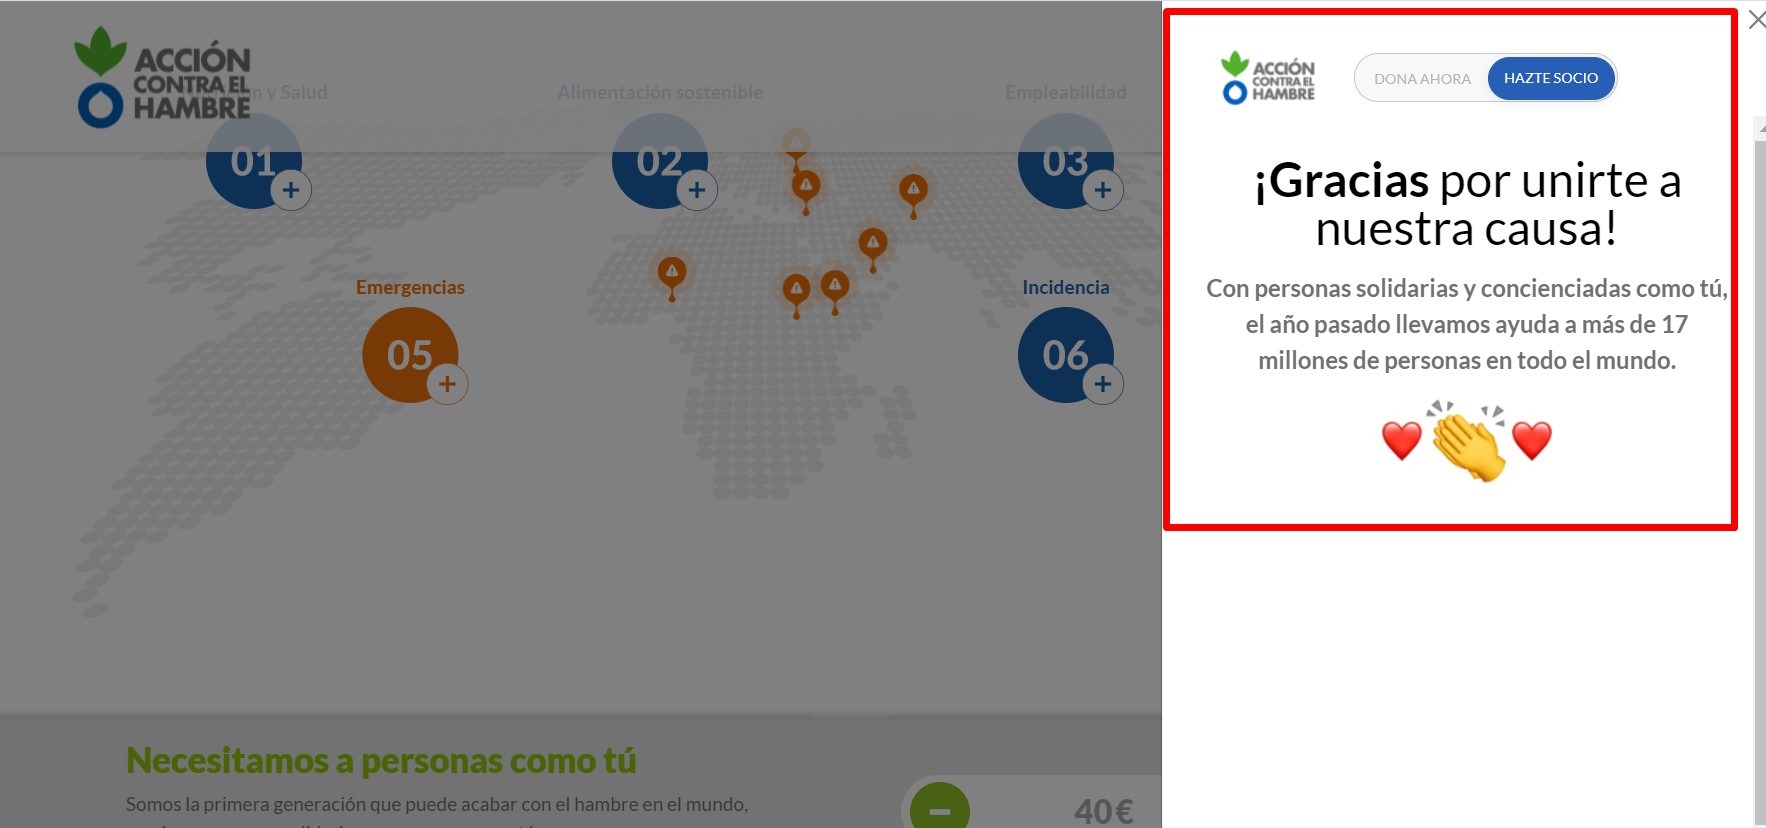 ACCIÓN
CONTRA EL
HAMBRE
y Salud
Alimentación sostenible
Empleabilidad
01
02
03
Emergencias
Incidencia
05
06
Necesitamos a personas como tú
Somos la primera generación que puede acabar con el hambre en el mundo,
40€
ACCIÓN
CONTRA EL
HAMBRE
DONA AHORA
HAZTE SOCIO
¡Gracias por unirte a
nuestra causa!
Con personas solidarias y concienciadas como tú,
el año pasado llevamos ayuda a más de 17
millones de personas en todo el mundo.